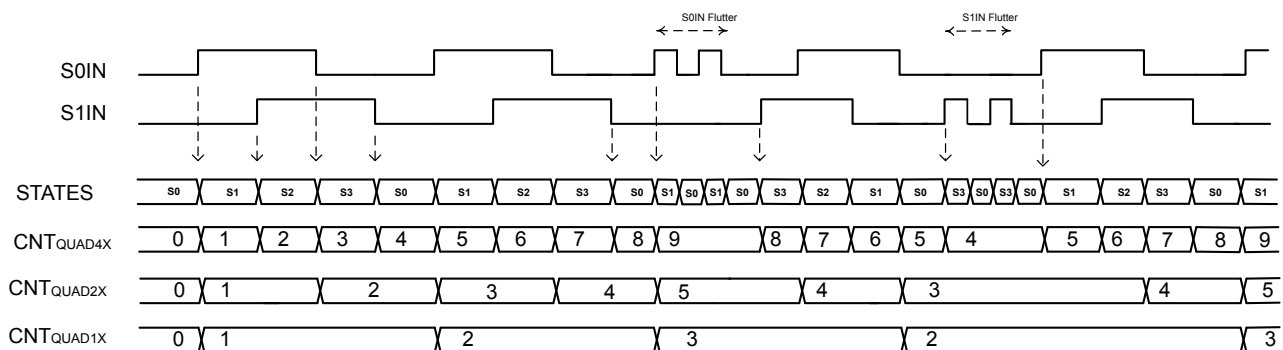 S0IN Flutter S1IN Flutter
S0IN
S1IN
STATES S0 S1 S2 S3 S0 S1 S2 S3 S0 S1 S0 S1 S0 S3 S2 S1 S0 S3 S0 S3 S0 S1 S2 S3 S0 S1
CNTQUAD4X 0 1 2 3 4 5 6 7 8 9 8 7 6 5 4 5 6 7 8 9
CNTQUAD2X 0 1 2 3 4 5 4 3 4 5
CNTQUAD1X 0 1 2 3 2 3